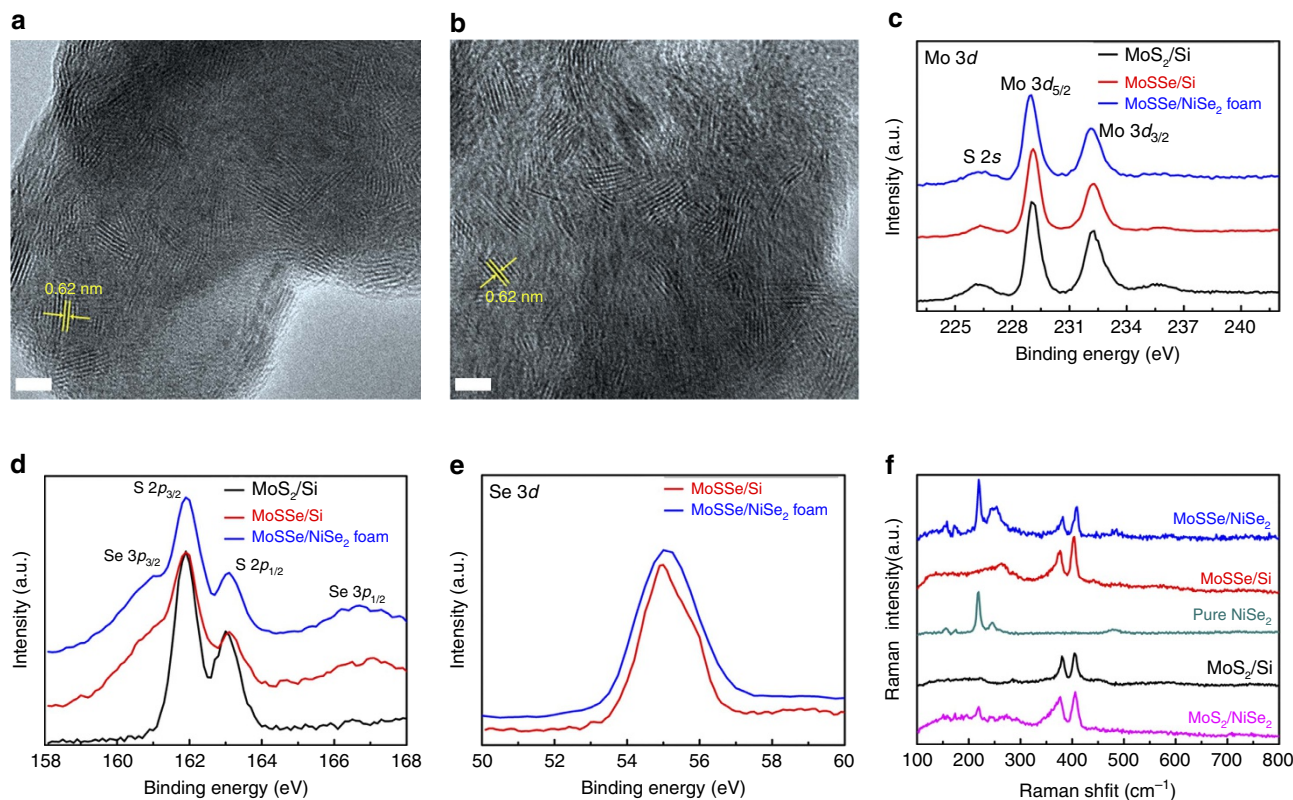 a
0.62 nm
b
0.62 nm
c
Mo 3d
MoS₂/Si
MoSSe/Si
MoSSe/NiSe₂ foam
Mo 3d₅/₂
Mo 3d₃/₂
S 2s
Intensity (a.u.)
225 228 231 234 237 240
Binding energy (eV)
d
S 2p₃/₂
MoS₂/Si
MoSSe/Si
MoSSe/NiSe₂ foam
Se 3p₃/₂
S 2p₁/₂
Se 3p₁/₂
Intensity (a.u.)
158 160 162 164 166 168
Binding energy (eV)
e
Se 3d
MoSSe/Si
MoSSe/NiSe₂ foam
Intensity (a.u.)
50 52 54 56 58 60
Binding energy (eV)
f
MoSSe/NiSe₂
MoSSe/Si
Pure NiSe₂
MoS₂/Si
MoS₂/NiSe₂
Raman intensity(a.u.)
100 200 300 400 500 600 700 800
Raman shfit (cm⁻¹)